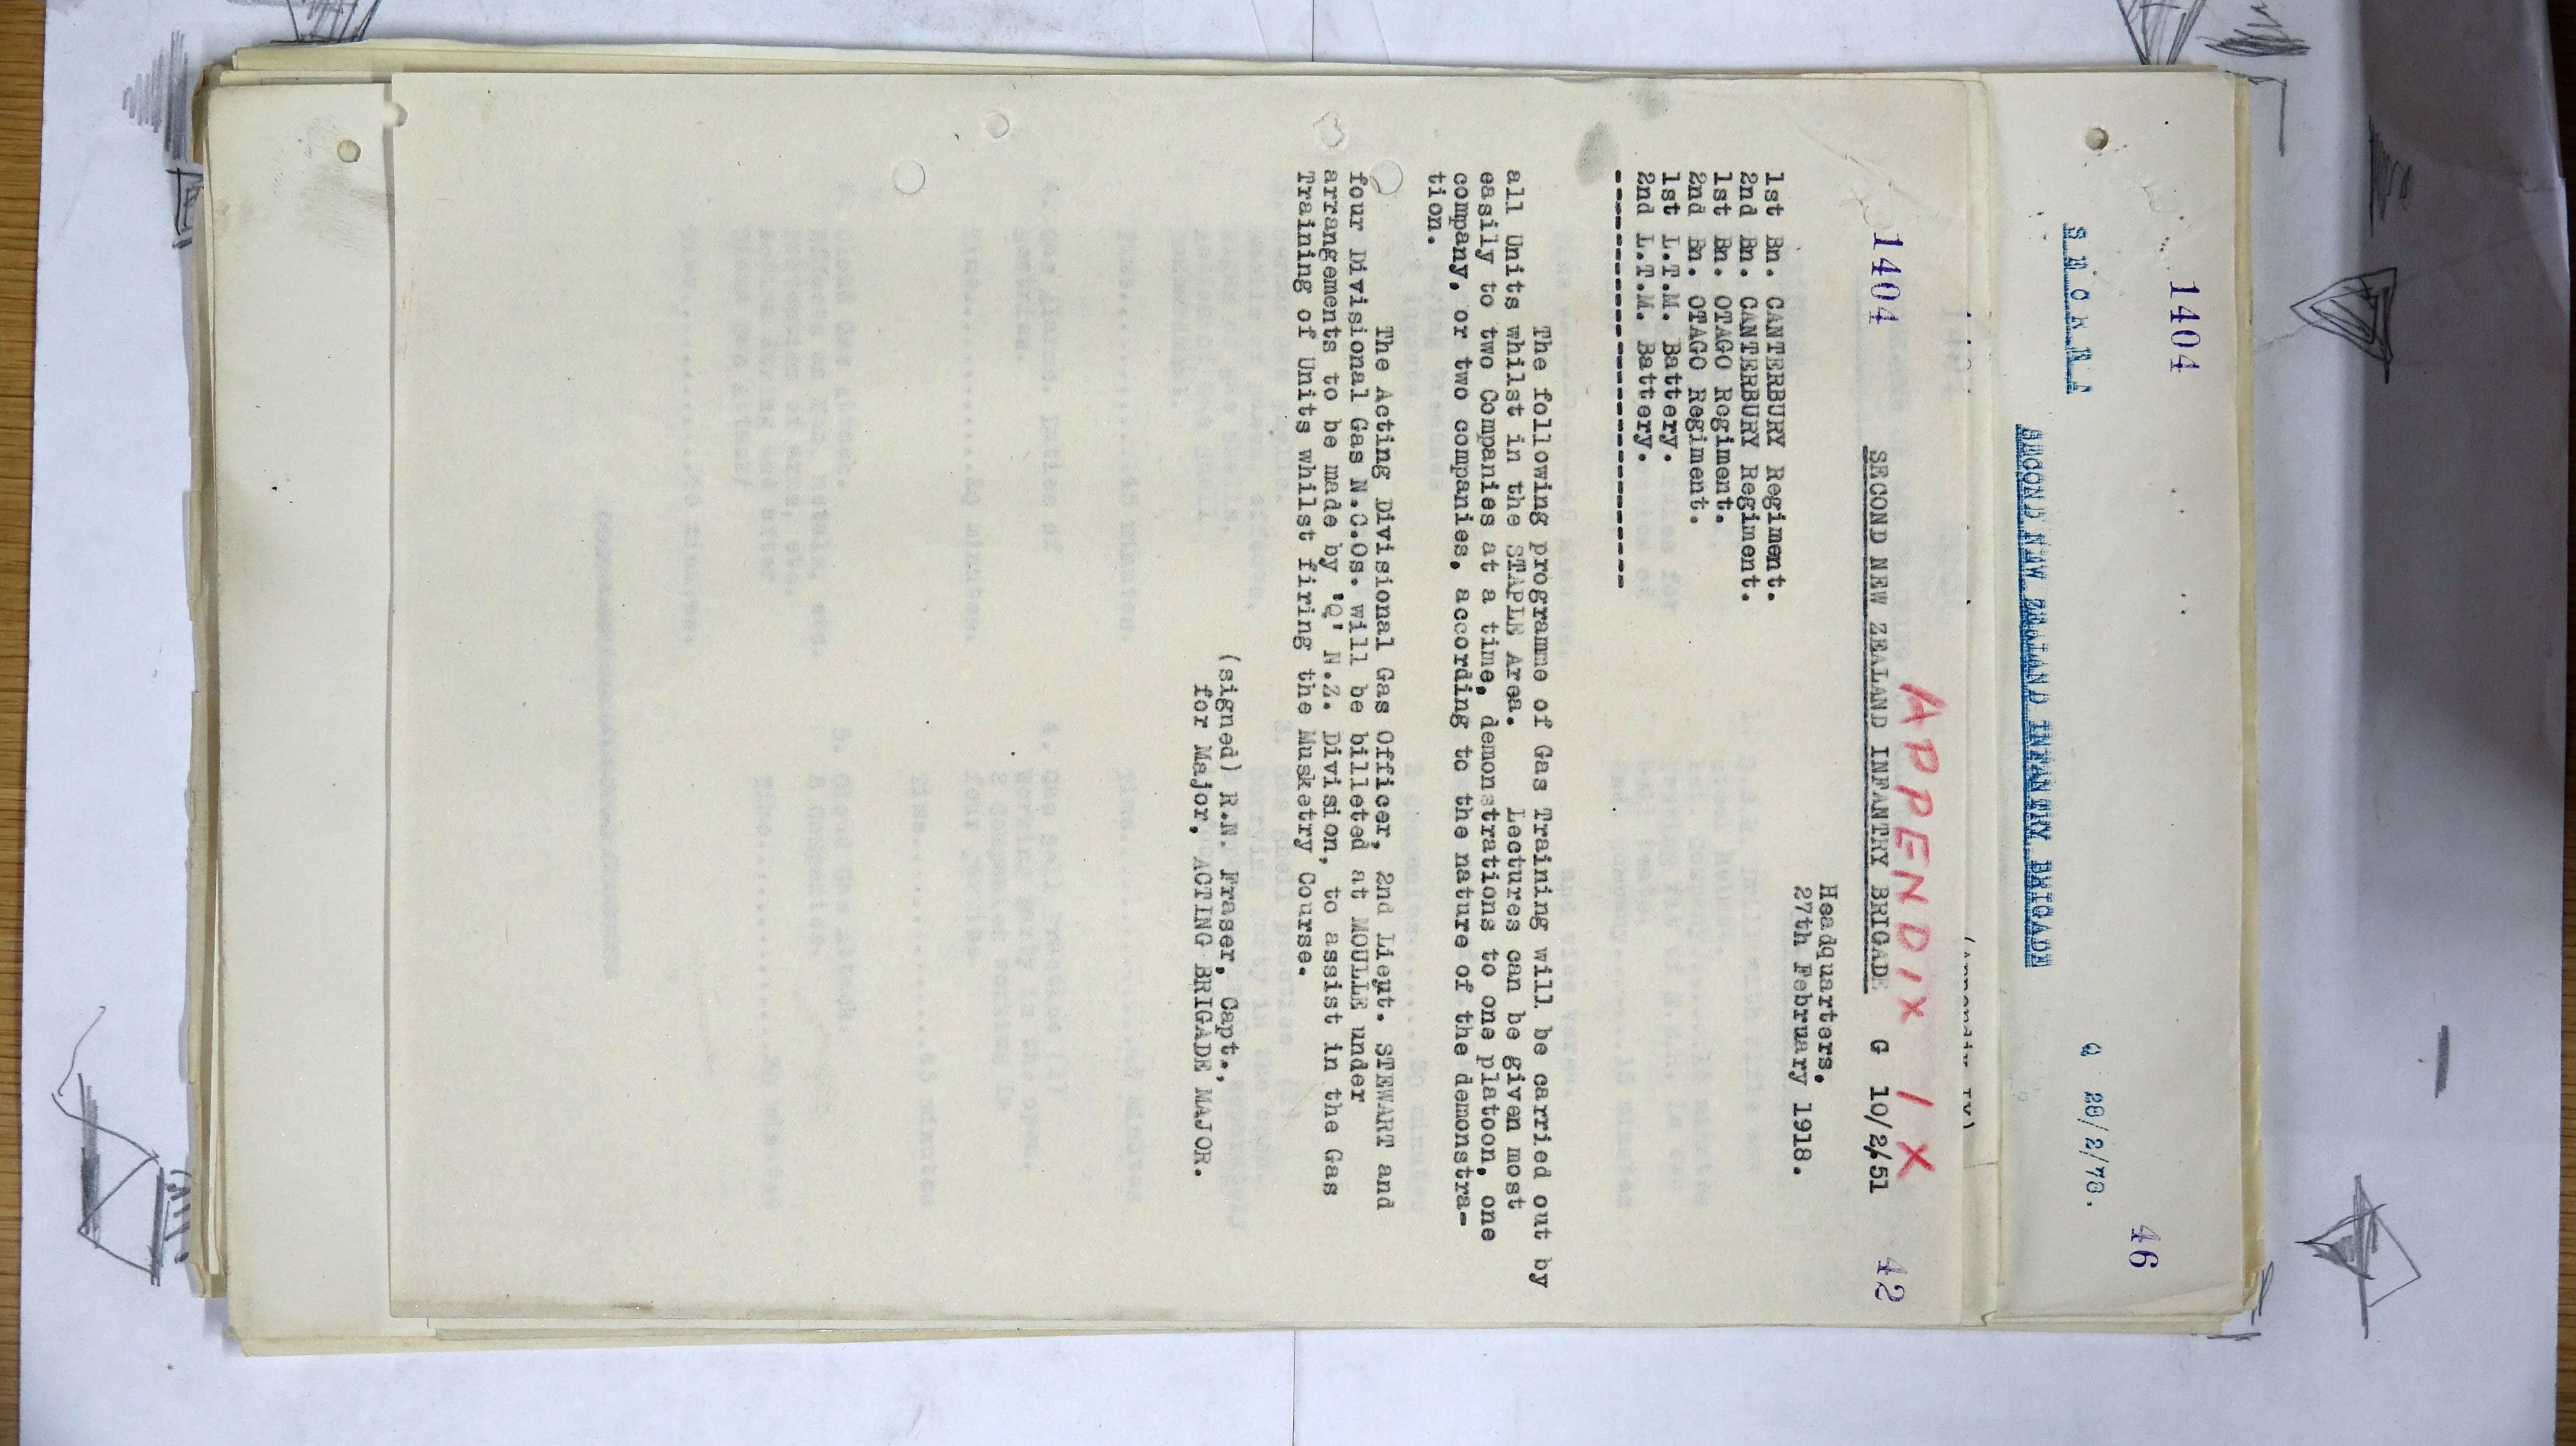 1404
46
SECRET
Q 28/2/78.
SECOND NEW ZEALAND INFANTRY BRIGADE
APPENDIX IX
1404
SECOND NEW ZEALAND INFANTRY BRIGADE G 10/2/51
42
Headquarters.
27th February 1918.
1st Bn. CANTERBURY Regiment.
2nd Bn. CANTERBURY Regiment.
1st Bn. OTAGO Regiment.
2nd Bn. OTAGO Regiment.
1st L.T.M. Battery.
2nd L.T.M. Battery.
The following programme of Gas Training will be carried out by
all Units whilst in the STAPLE Area. Lectures can be given most
easily to two Companies at a time, demonstrations to one platoon, one
company, or two companies, according to the nature of the demonstra-
tion.
The Acting Divisional Gas Officer, 2nd Lieut. STEWART and
four Divisional Gas N.C.Os. will be billeted at MOULLE under
arrangements to be made by 'Q' N.Z. Division, to assist in the Gas
Training of Units whilst firing the Musketry Course.
(signed) R.N. Fraser, Capt.,
for Major, ACTING BRIGADE MAJOR.